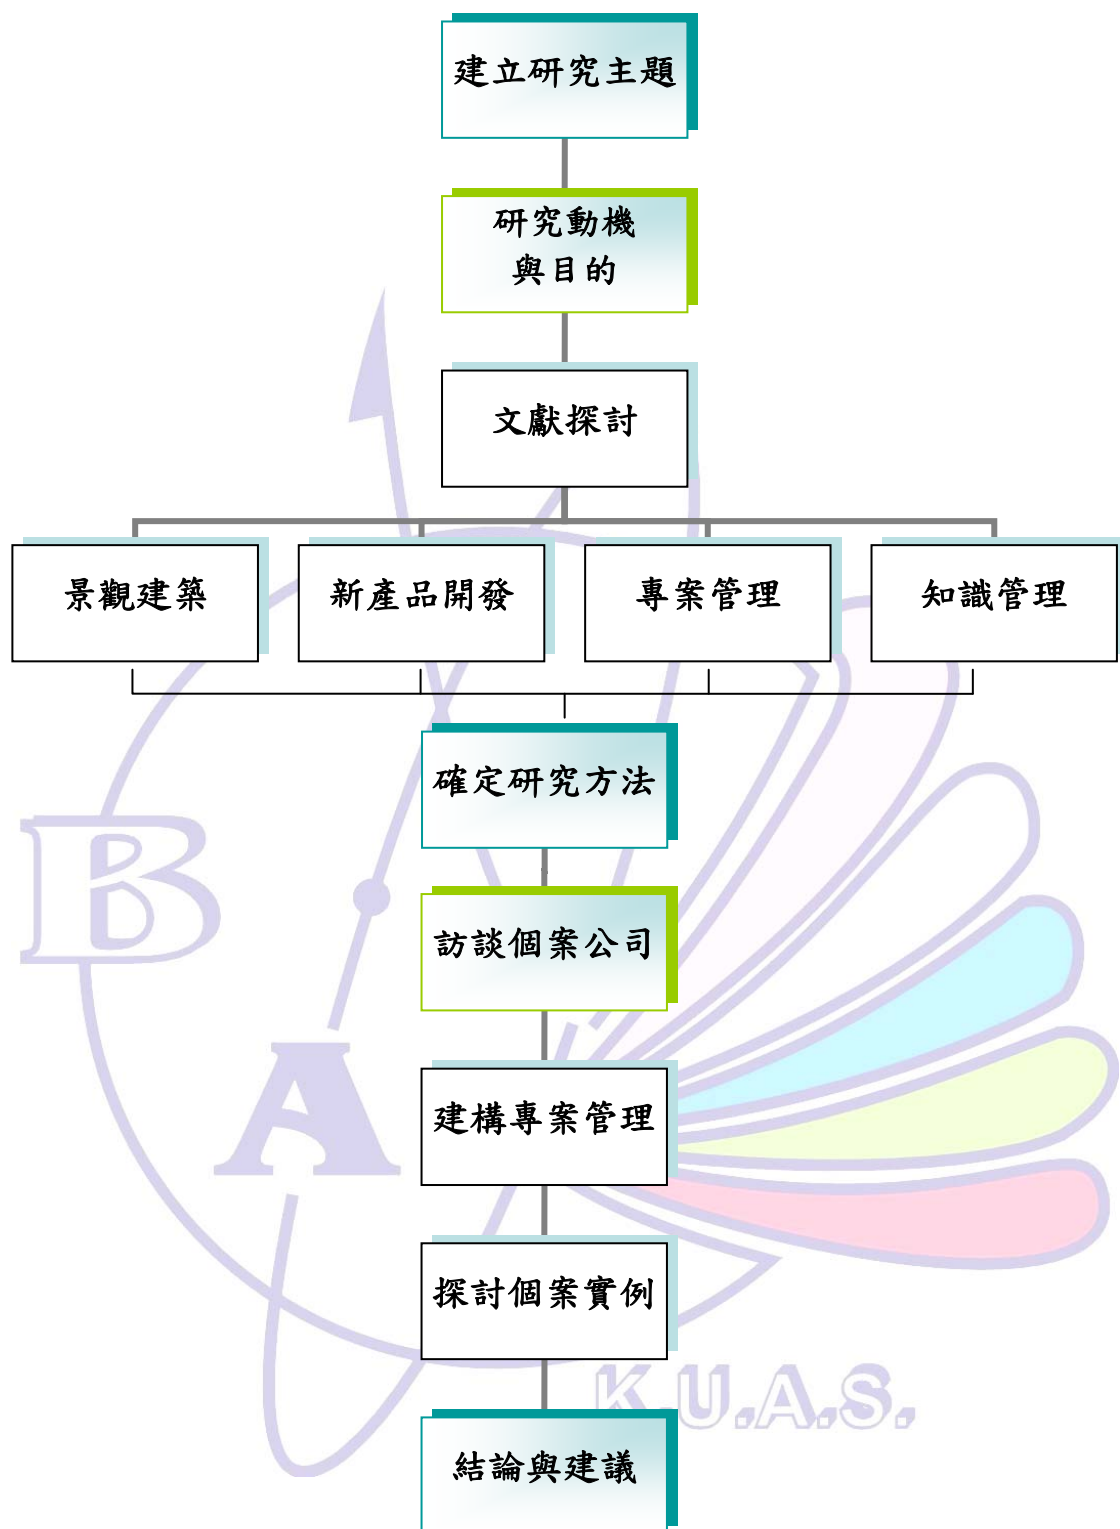 建立研究主題
研究動機
與目的
文獻探討
景觀建築
新產品開發
專案管理
知識管理
確定研究方法
訪談個案公司
建構專案管理
探討個案實例
結論與建議
B
A
K.U.A.S.